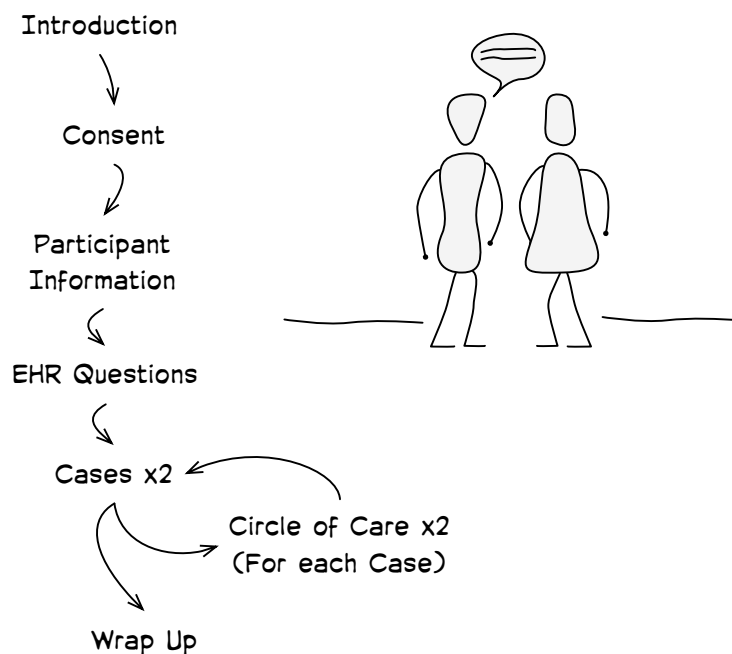 Introduction
Consent
Participant
Information
EHR Questions
Cases x2
Circle of Care x2
(For each Case)
Wrap Up